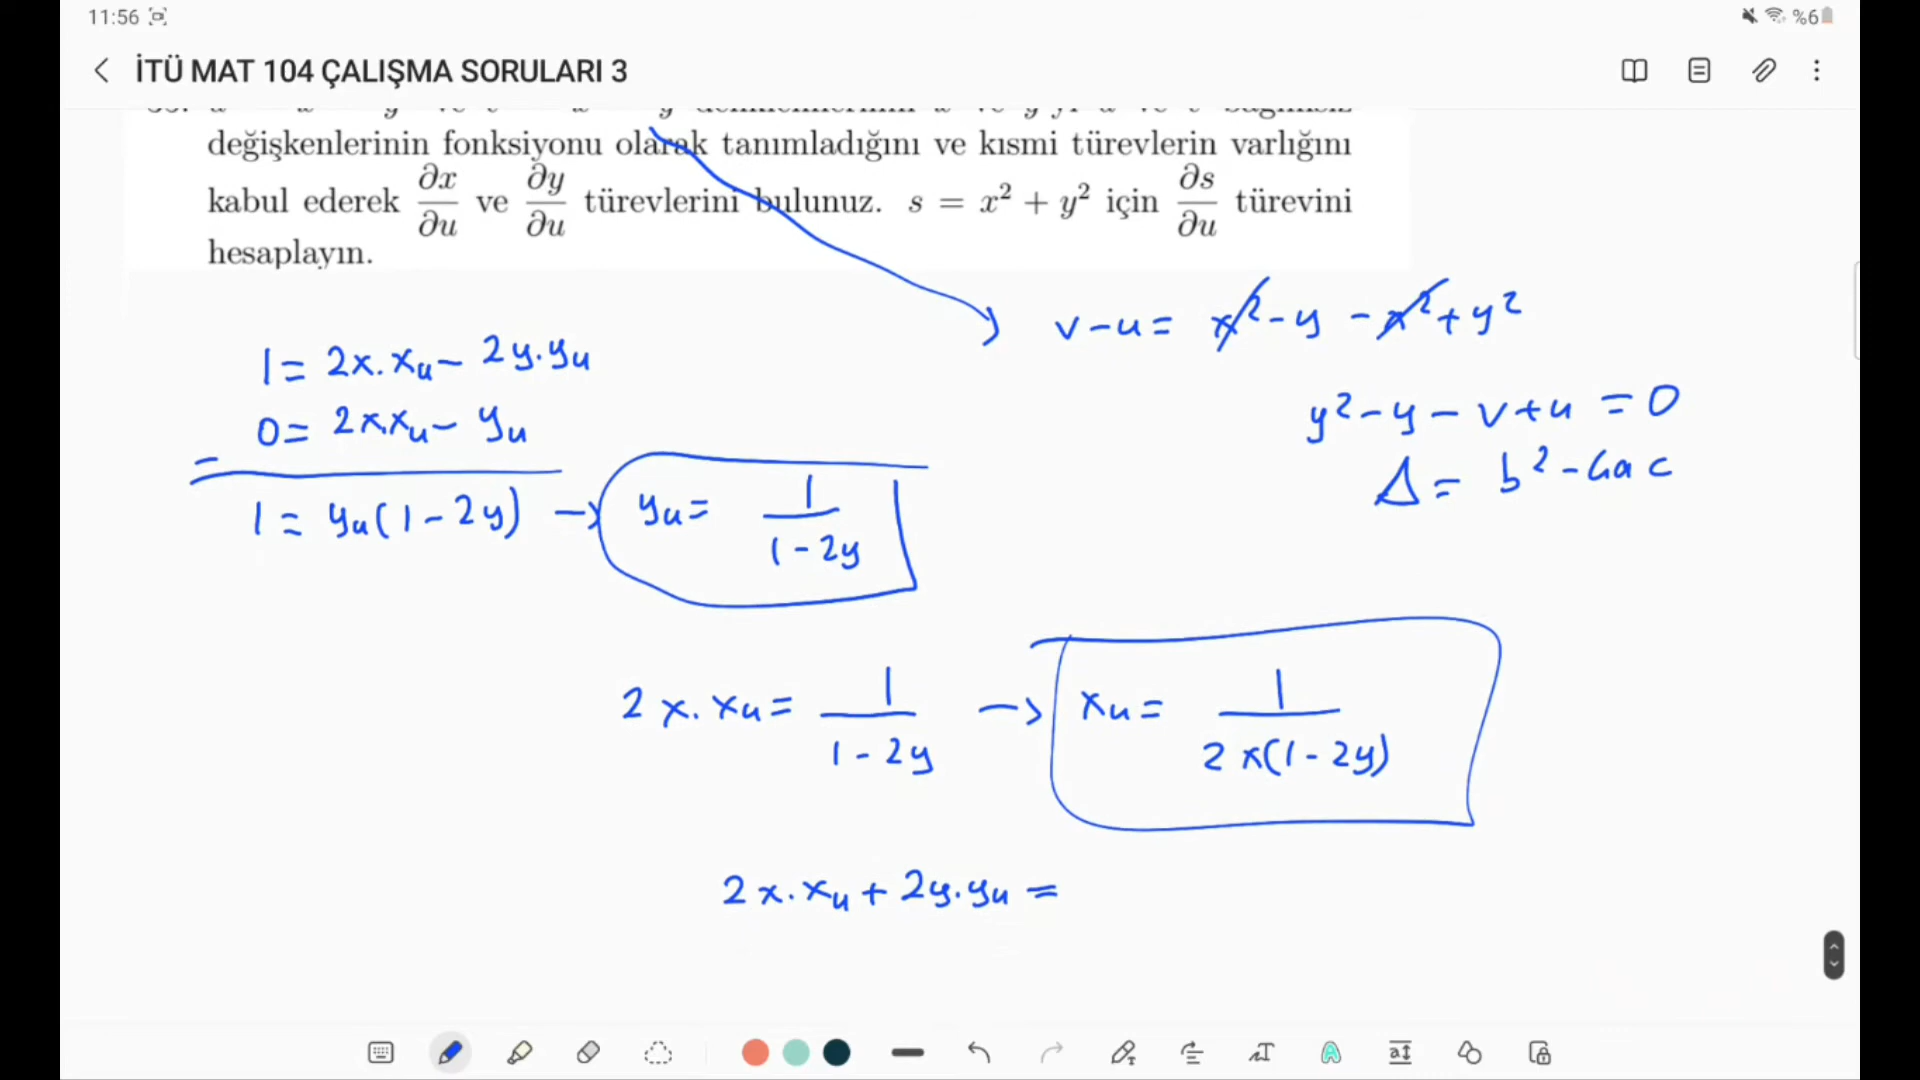 11:56
%6
İTÜ MAT 104 ÇALIŞMA SORULARI 3
değişkenlerinin fonksiyonu olarak tanımladığını ve kısmi türevlerin varlığını
kabul ederek ∂x/∂u ve ∂y/∂u türevlerini bulunuz. s = x² + y² için ∂s/∂u türevini
hesaplayın.
v-u = x²-y -x²+y²
1 = 2x.xᵤ - 2y.yᵤ
0 = 2x.xᵤ - yᵤ
y²-y-v+u = 0
Δ = b²-4ac
1 = yᵤ(1-2y) → yᵤ = 1/(1-2y)
2x.xᵤ = 1/(1-2y) → xᵤ = 1/(2x(1-2y))
2x.xᵤ + 2y.yᵤ =